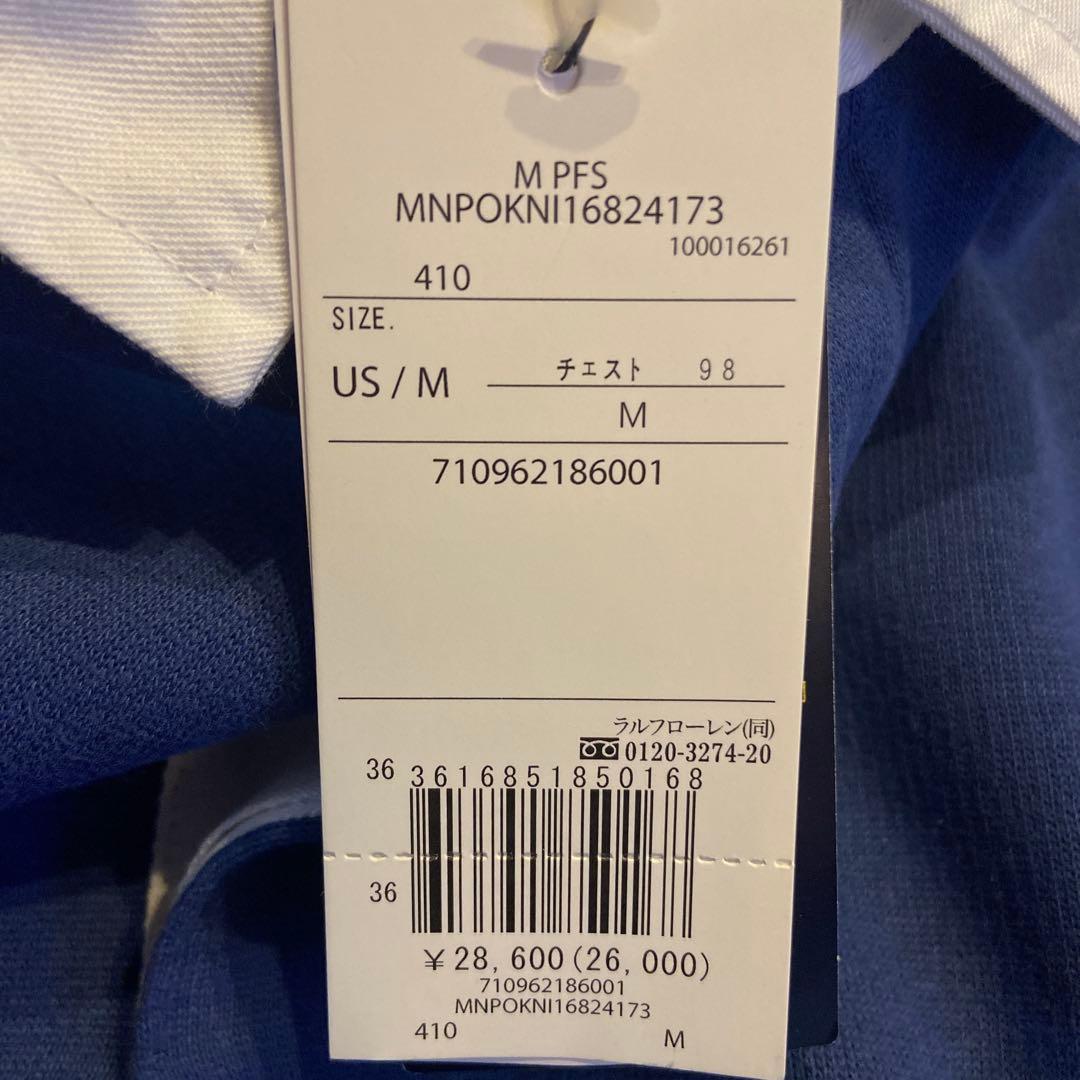 M PFS
MNPOKNI16824173
100016261
410
SIZE.
US / M
チェスト 98
M
710962186001
ラルフローレン(同)
0120-3274-20
36 3616851850168
36
¥28,600(26,000)
710962186001
MNPOKNI16824173
410 M